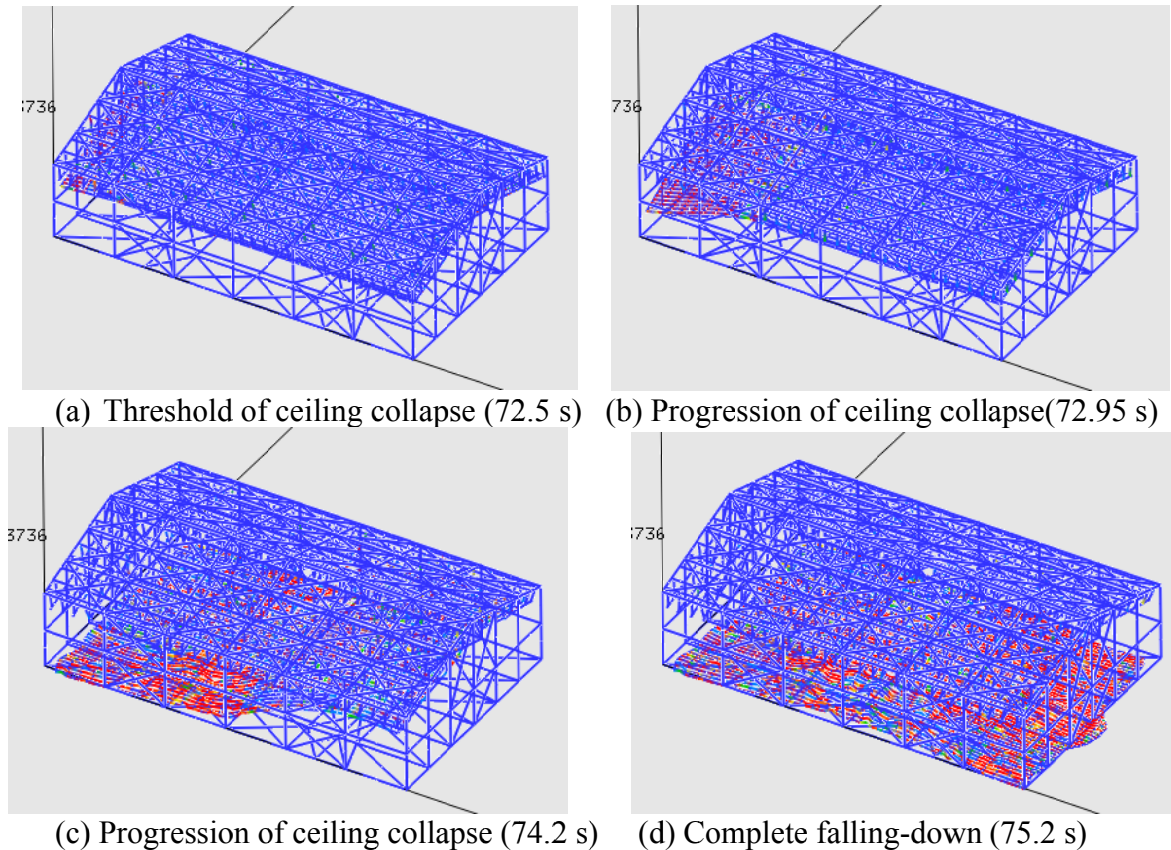 3736
736
(a) Threshold of ceiling collapse (72.5 s)
(b) Progression of ceiling collapse(72.95 s)
3736
3736
(c) Progression of ceiling collapse (74.2 s)
(d) Complete falling-down (75.2 s)